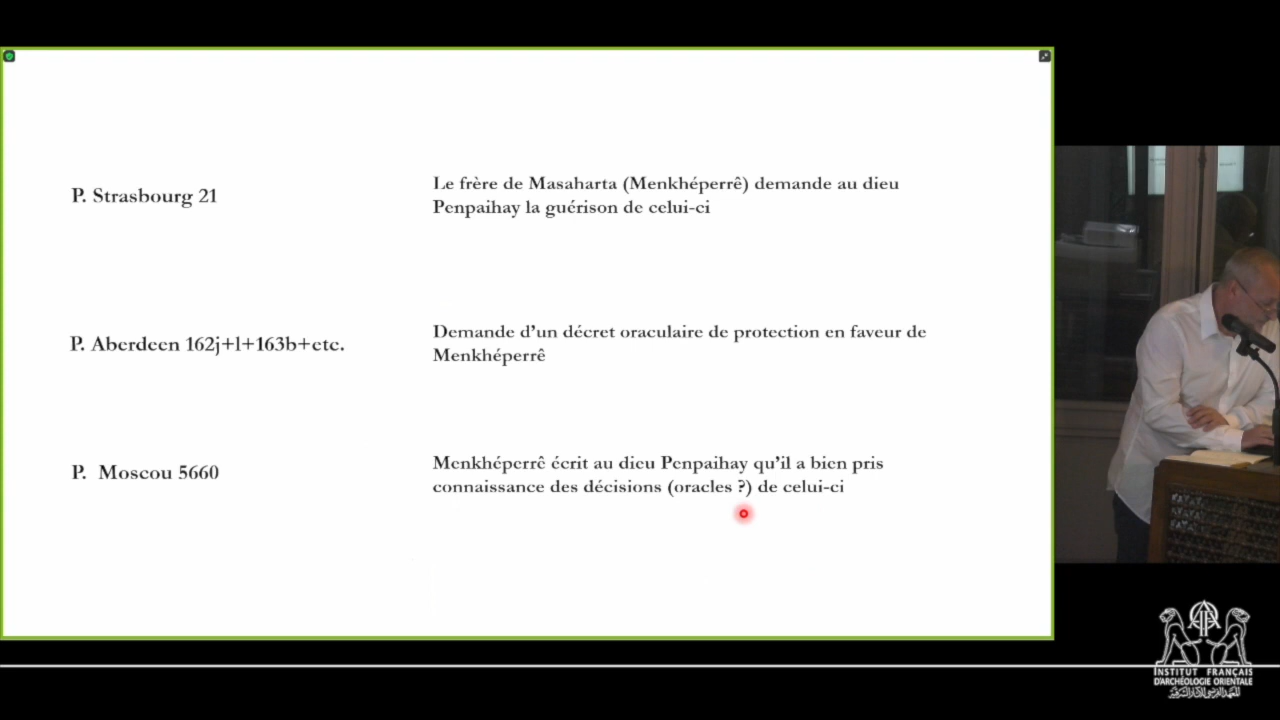 P. Strasbourg 21
Le frère de Masaharta (Menkhéperrê) demande au dieu
Penpaihay la guérison de celui-ci
P. Aberdeen 162j+l+163b+etc.
Demande d’un décret oraculaire de protection en faveur de
Menkhéperrê
P. Moscou 5660
Menkhéperrê écrit au dieu Penpaihay qu’il a bien pris
connaissance des décisions (oracles ?) de celui-ci
INSTITUT FRANÇAIS
D’ARCHÉOLOGIE ORIENTALE